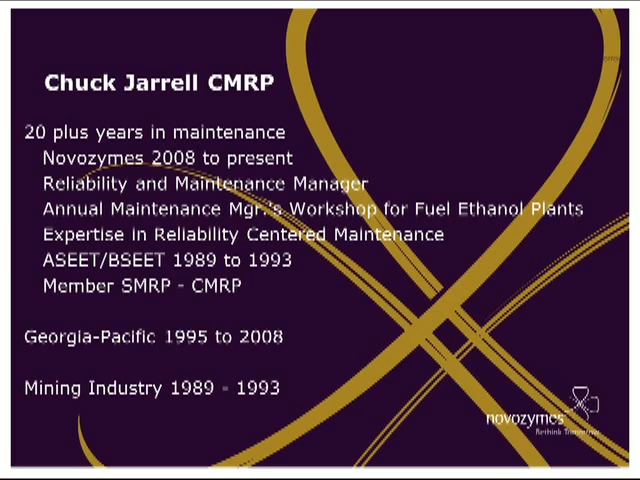 Chuck Jarrell CMRP
20 plus years in maintenance
Novozymes 2008 to present
Reliability and Maintenance Manager
Annual Maintenance Mgr.'s Workshop for Fuel Ethanol Plants
Expertise in Reliability Centered Maintenance
ASEET/BSEET 1989 to 1993
Member SMRP - CMRP
Georgia-Pacific 1995 to 2008
Mining Industry 1989 - 1993
novozymes
Rethink Tomorrow